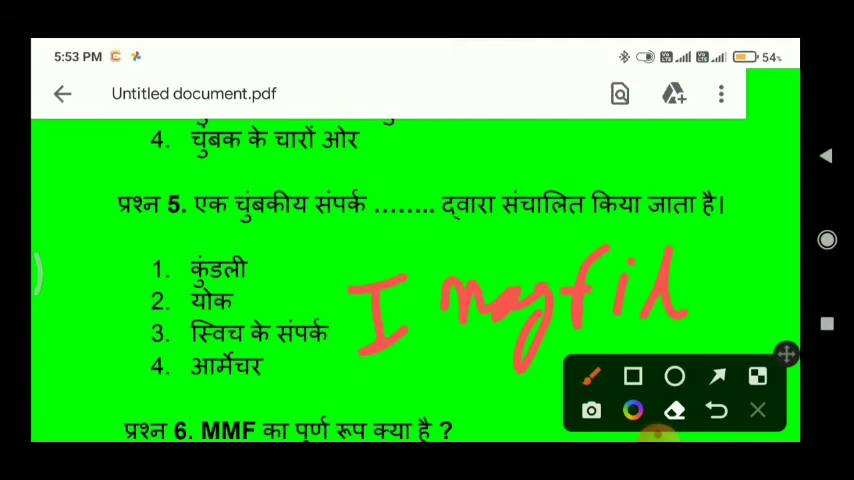 5:53 PM
54%
Untitled document.pdf
4. चुंबक के चारों ओर
प्रश्न 5. एक चुंबकीय संपर्क …….. द्वारा संचालित किया जाता है।
1. कुंडली
2. योक
3. स्विच के संपर्क
4. आर्मेचर
I magfil
प्रश्न 6. MMF का पूर्ण रूप क्या है ?